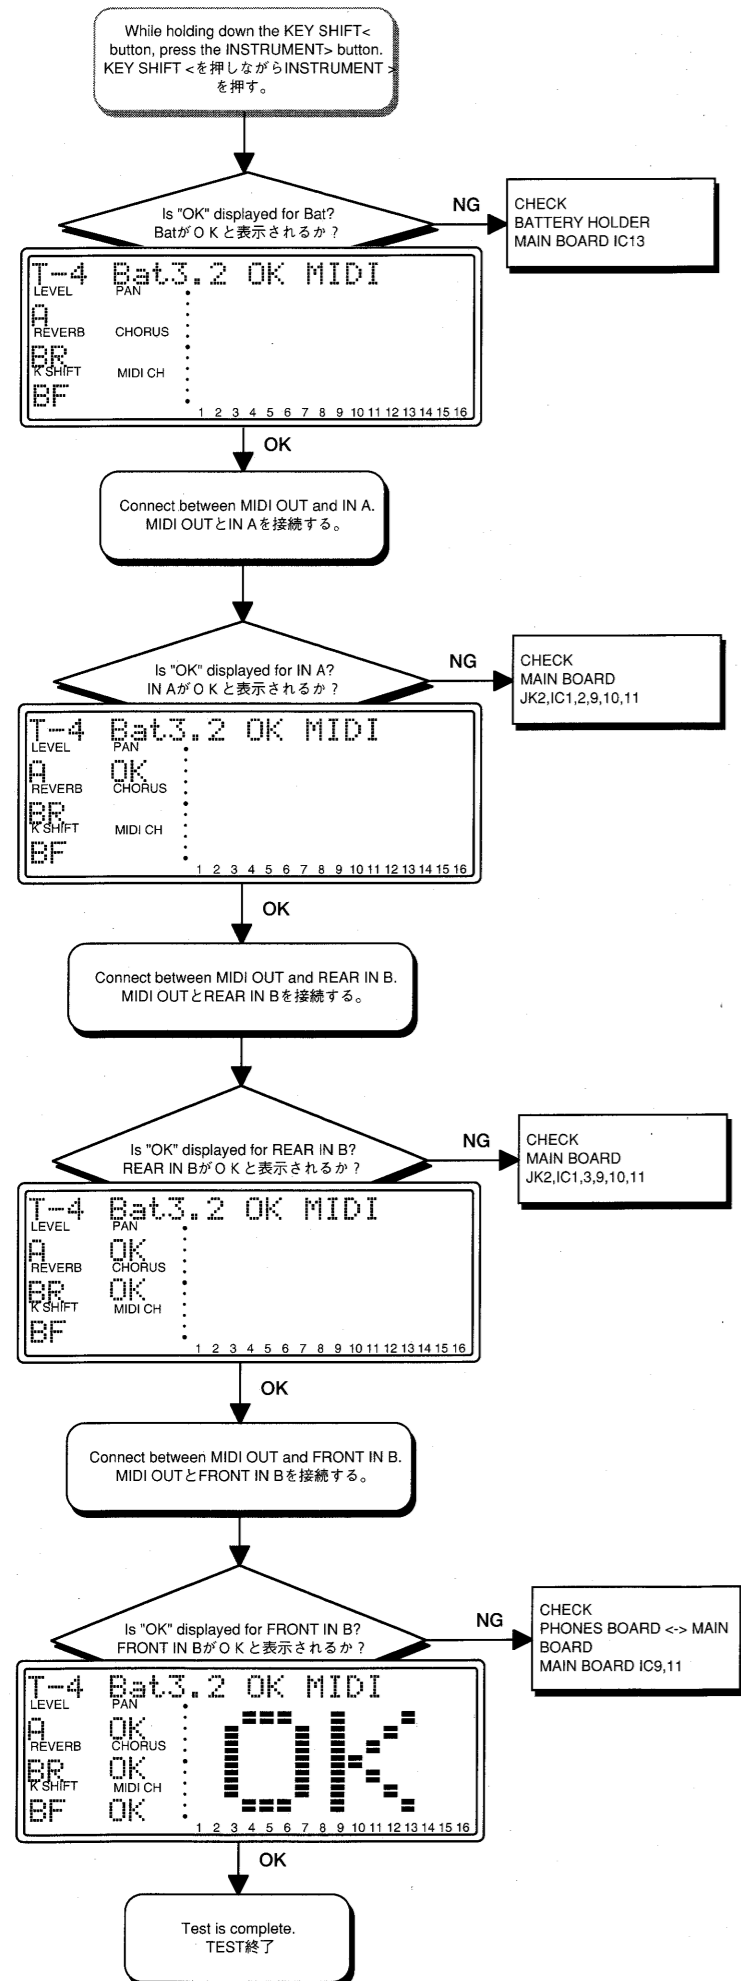 While holding down the KEY SHIFT<
button, press the INSTRUMENT> button.
KEY SHIFT <を押しながらINSTRUMENT >
を押す。
Is "OK" displayed for Bat?
BatがＯＫと表示されるか？
NG
CHECK
BATTERY HOLDER
MAIN BOARD IC13
T-4 Bat3.2 OK MIDI
LEVEL PAN
A
REVERB CHORUS
BR
K SHIFT MIDI CH
BF
1 2 3 4 5 6 7 8 9 10 11 12 13 14 15 16
OK
Connect between MIDI OUT and IN A.
MIDI OUTとIN Aを接続する。
Is "OK" displayed for IN A?
IN AがＯＫと表示されるか？
NG
CHECK
MAIN BOARD
JK2,IC1,2,9,10,11
T-4 Bat3.2 OK MIDI
LEVEL PAN
A OK
REVERB CHORUS
BR
K SHIFT MIDI CH
BF
1 2 3 4 5 6 7 8 9 10 11 12 13 14 15 16
OK
Connect between MIDI OUT and REAR IN B.
MIDI OUTとREAR IN Bを接続する。
Is "OK" displayed for REAR IN B?
REAR IN BがＯＫと表示されるか？
NG
CHECK
MAIN BOARD
JK2,IC1,3,9,10,11
T-4 Bat3.2 OK MIDI
LEVEL PAN
A OK
REVERB CHORUS
BR OK
K SHIFT MIDI CH
BF
1 2 3 4 5 6 7 8 9 10 11 12 13 14 15 16
OK
Connect between MIDI OUT and FRONT IN B.
MIDI OUTとFRONT IN Bを接続する。
Is "OK" displayed for FRONT IN B?
FRONT IN BがＯＫと表示されるか？
NG
CHECK
PHONES BOARD <-> MAIN
BOARD
MAIN BOARD IC9,11
T-4 Bat3.2 OK MIDI
LEVEL PAN
A OK
REVERB CHORUS
BR OK
K SHIFT MIDI CH
BF OK
OK
1 2 3 4 5 6 7 8 9 10 11 12 13 14 15 16
OK
Test is complete.
TEST終了